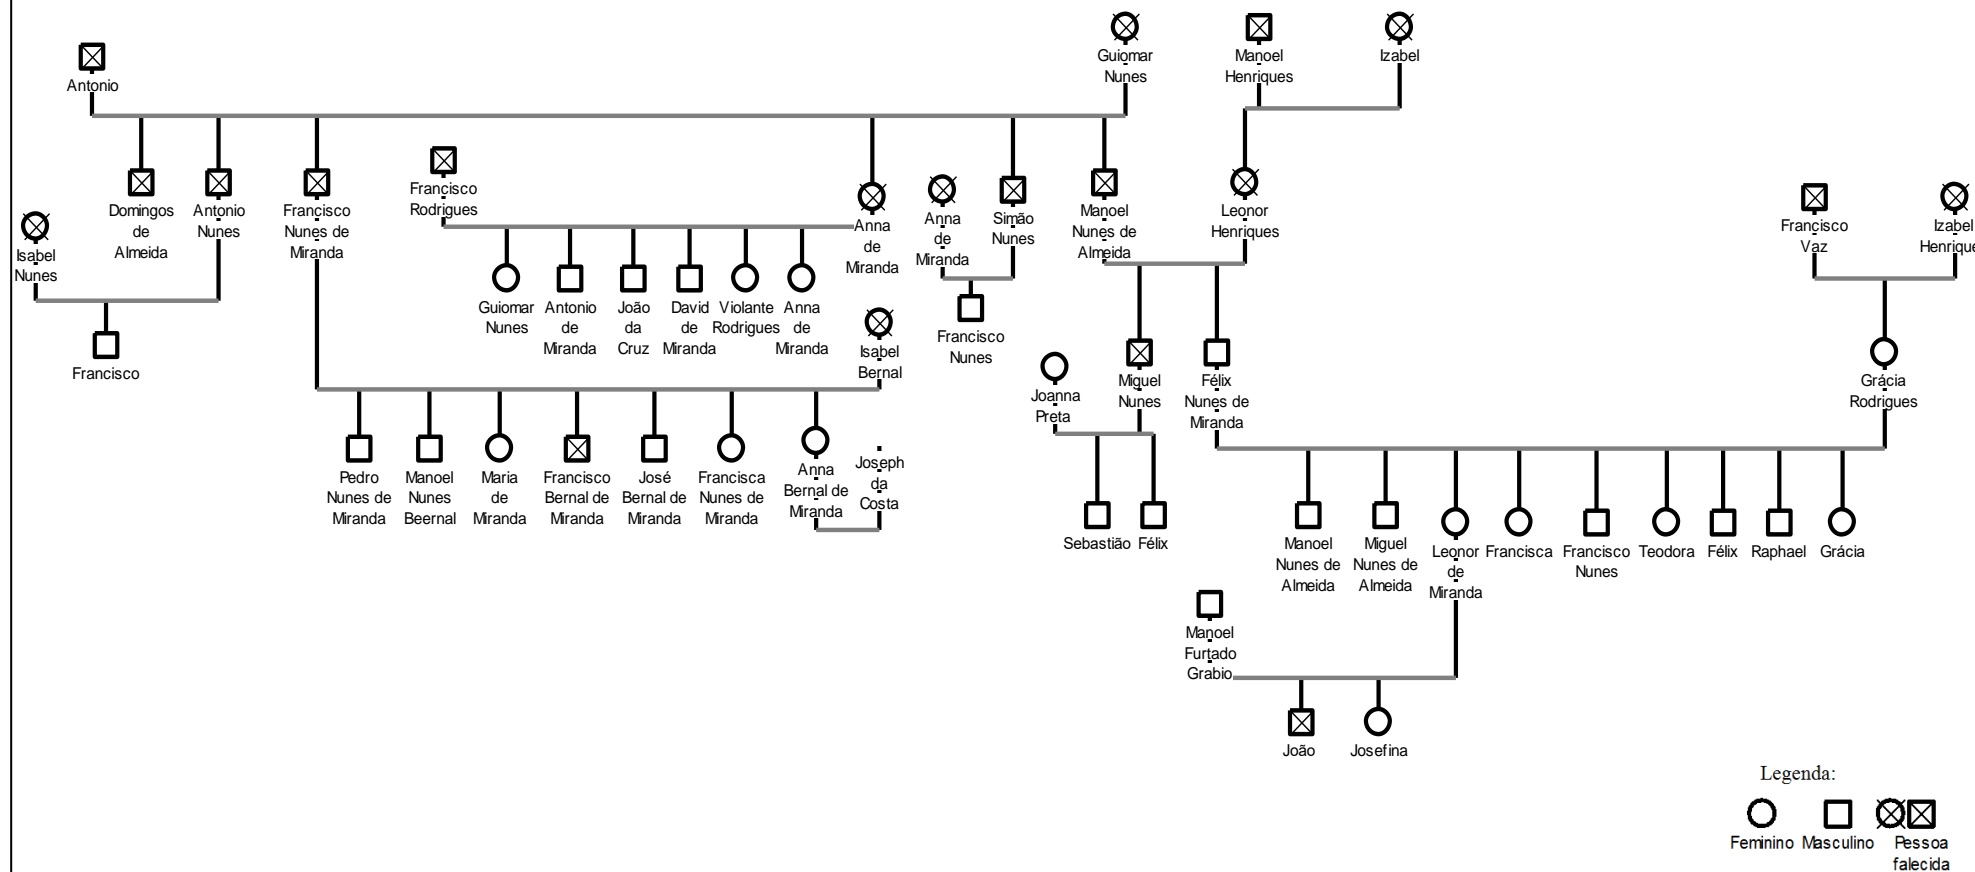 Antonio
Guiomar
Nunes
Manoel
Henriques
Izabel
Isabel
Nunes
Domingos
de
Almeida
Antonio
Nunes
Francisco
Nunes de
Miranda
Francisco
Rodrigues
Anna
de
Miranda
Anna
de
Miranda
Simão
Nunes
Manoel
Nunes de
Almeida
Leonor
Henriques
Francisco
Vaz
Izabel
Henrique
Francisco
Guiomar
Nunes
Antonio
de
Miranda
João
da
Cruz
David
de
Miranda
Violante
Rodrigues
Anna
de
Miranda
Isabel
Bernal
Francisco
Nunes
Joanna
Preta
Miguel
Nunes
Félix
Nunes de
Miranda
Grácia
Rodrigues
Pedro
Nunes de
Miranda
Manoel
Nunes
Beernal
Maria
de
Miranda
Francisco
Bernal de
Miranda
José
Bernal de
Miranda
Francisca
Nunes de
Miranda
Anna
Bernal de
Miranda
Joseph
da
Costa
Sebastião
Félix
Manoel
Nunes de
Almeida
Miguel
Nunes de
Almeida
Leonor
de
Miranda
Francisca
Francisco
Nunes
Teodora
Félix
Raphael
Grácia
Manoel
Furtado
Grabio
João
Josefina
Legenda:
Feminino
Masculino
Pessoa
falecida